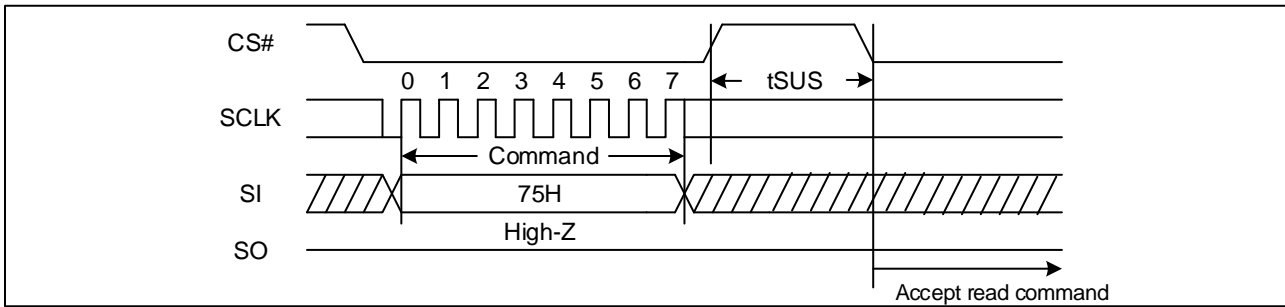 CS#
0 1 2 3 4 5 6 7
tSUS
SCLK
Command
SI
75H
High-Z
SO
Accept read command